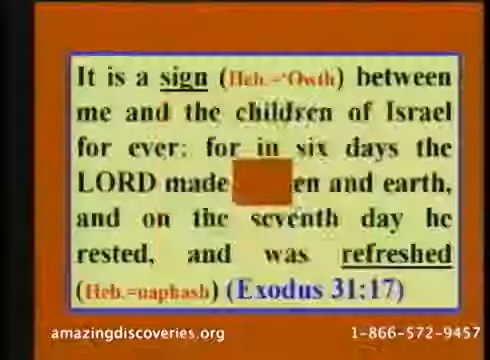 It is a sign (Heb.='Owth) between
me and the children of Israel
for ever: for in six days the
LORD made en and earth,
and on the seventh day he
rested, and was refreshed
(Heb.=naphash) (Exodus 31:17)
amazingdiscoveries.org 1-866-572-9457